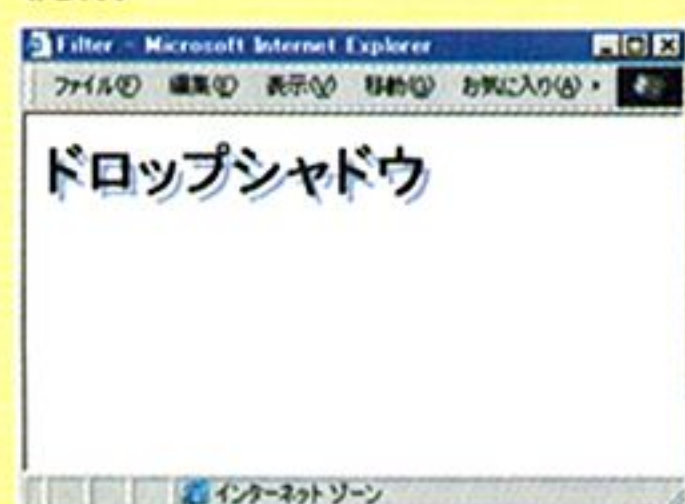 Filter - Microsoft Internet Explorer
ファイル(F) 編集(E) 表示(V) 移動(G) お気に入り(A)
ドロップシャドウ
インターネット ゾーン